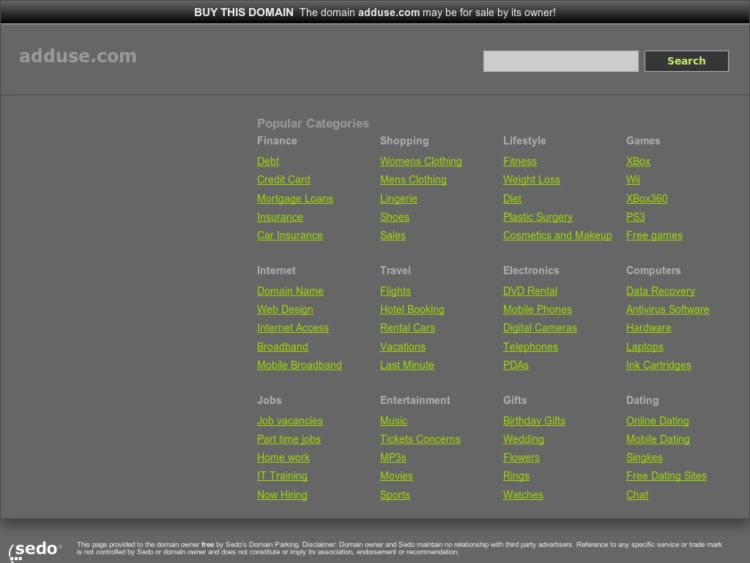 BUY THIS DOMAIN The domain adduse.com may be for sale by its owner!
adduse.com
Search
Popular Categories
Finance
Debt
Credit Card
Mortgage Loans
Insurance
Car Insurance
Shopping
Womens Clothing
Mens Clothing
Lingerie
Shoes
Sales
Lifestyle
Fitness
Weight Loss
Diet
Plastic Surgery
Cosmetics and Makeup
Games
XBox
Wii
XBox360
PS3
Free games
Internet
Domain Name
Web Design
Internet Access
Broadband
Mobile Broadband
Travel
Flights
Hotel Booking
Rental Cars
Vacations
Last Minute
Electronics
DVD Rental
Mobile Phones
Digital Cameras
Telephones
PDAs
Computers
Data Recovery
Antivirus Software
Hardware
Laptops
Ink Cartridges
Jobs
Job vacancies
Part time jobs
Home work
IT Training
Now Hiring
Entertainment
Music
Tickets Concerns
MP3s
Movies
Sports
Gifts
Birthday Gifts
Wedding
Flowers
Rings
Watches
Dating
Online Dating
Mobile Dating
Singkes
Free Dating Sites
Chat
sedo
This page provided to the domain owner free by Sedo's Domain Parking. Disclaimer: Domain owner and Sedo maintain no relationship with third party advertisers. Reference to any specific service or trade mark
is not controlled by Sedo or domain owner and does not constitute or imply its association, endorsement or recommendation.